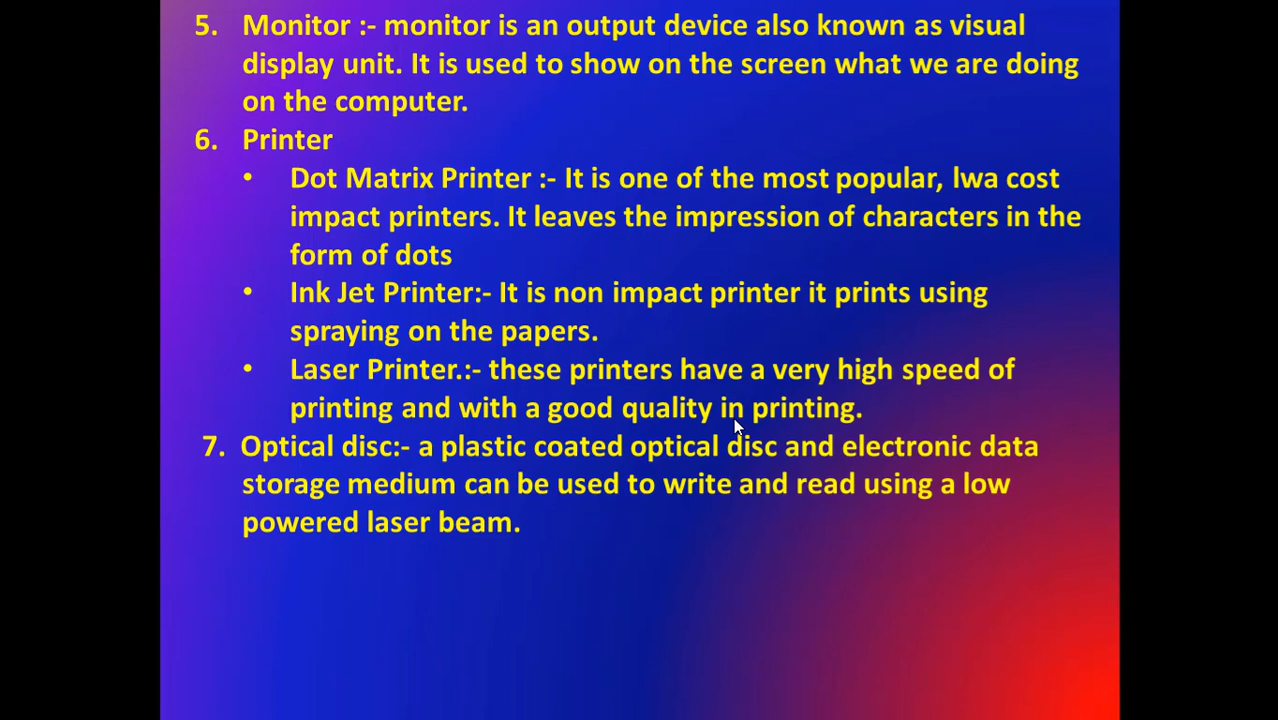 5. Monitor :- monitor is an output device also known as visual
display unit. It is used to show on the screen what we are doing
on the computer.
6. Printer
• Dot Matrix Printer :- It is one of the most popular, lwa cost
impact printers. It leaves the impression of characters in the
form of dots
• Ink Jet Printer:- It is non impact printer it prints using
spraying on the papers.
• Laser Printer.:- these printers have a very high speed of
printing and with a good quality in printing.
7. Optical disc:- a plastic coated optical disc and electronic data
storage medium can be used to write and read using a low
powered laser beam.